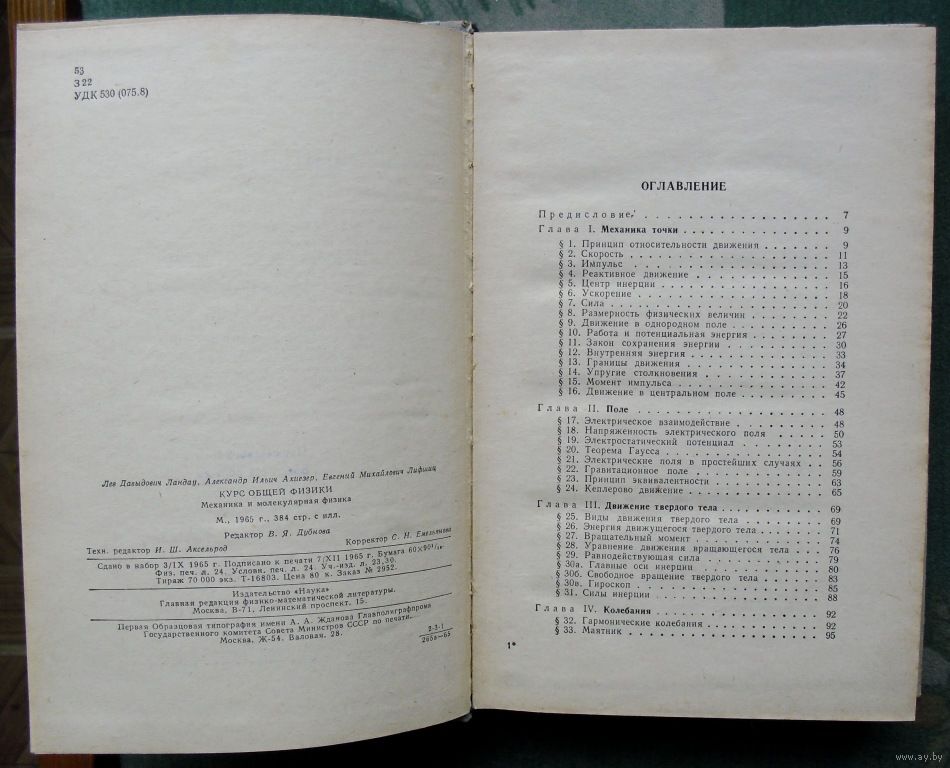 53
З 22
УДК 530 (075.8)
Лев Давыдович Ландау, Александр Ильич Ахиезер, Евгений Михайлович Лифшиц
КУРС ОБЩЕЙ ФИЗИКИ
Механика и молекулярная физика
М., 1965 г., 384 стр. с илл.
Редактор В. Я. Дубнова
Техн. редактор И. Ш. Аксельрод
Корректор С. Н. Емельянова
Сдано в набор 3/IX 1965 г. Подписано к печати 7/XII 1965 г. Бумага 60×90 1/16.
Физ. печ. л. 24. Условн. печ. л. 24. Уч.-изд. л. 23,30.
Тираж 70 000 экз. Т-16803. Цена 80 к. Заказ № 2952.
Издательство «Наука»
Главная редакция физико-математической литературы.
Москва, В-71, Ленинский проспект, 15.
Первая Образцовая типография имени А. А. Жданова Главполиграфпрома
Государственного комитета Совета Министров СССР по печати.
Москва, Ж-54, Валовая, 28.
2-3-1
265а—65
ОГЛАВЛЕНИЕ
Предисловие . . . . . . . . . . . . . . . . 7
Глава I. Механика точки . . . . . . . . . . . . 9
§ 1. Принцип относительности движения . . . . . . 9
§ 2. Скорость . . . . . . . . . . . . . . . . 11
§ 3. Импульс . . . . . . . . . . . . . . . . 13
§ 4. Реактивное движение . . . . . . . . . . . 15
§ 5. Центр инерции . . . . . . . . . . . . . . 16
§ 6. Ускорение . . . . . . . . . . . . . . . . 18
§ 7. Сила . . . . . . . . . . . . . . . . . . 20
§ 8. Размерность физических величин . . . . . . . 22
§ 9. Движение в однородном поле . . . . . . . . 26
§ 10. Работа и потенциальная энергия . . . . . . . 27
§ 11. Закон сохранения энергии . . . . . . . . . 30
§ 12. Внутренняя энергия . . . . . . . . . . . . 33
§ 13. Границы движения . . . . . . . . . . . . 34
§ 14. Упругие столкновения . . . . . . . . . . . 37
§ 15. Момент импульса . . . . . . . . . . . . . 42
§ 16. Движение в центральном поле . . . . . . . . 45
Глава II. Поле . . . . . . . . . . . . . . . . 48
§ 17. Электрическое взаимодействие . . . . . . . . 48
§ 18. Напряженность электрического поля . . . . . 50
§ 19. Электростатический потенциал . . . . . . . . 53
§ 20. Теорема Гаусса . . . . . . . . . . . . . . 54
§ 21. Электрические поля в простейших случаях . . . 56
§ 22. Гравитационное поле . . . . . . . . . . . 59
§ 23. Принцип эквивалентности . . . . . . . . . . 63
§ 24. Кеплерово движение . . . . . . . . . . . . 65
Глава III. Движение твердого тела . . . . . . . . 69
§ 25. Виды движения твердого тела . . . . . . . . 69
§ 26. Энергия движущегося твердого тела . . . . . 71
§ 27. Вращательный момент . . . . . . . . . . . 74
§ 28. Уравнение движения вращающегося тела . . . 76
§ 29. Равнодействующая сила . . . . . . . . . . 79
§ 30а. Главные оси инерции . . . . . . . . . . . 80
§ 30б. Свободное вращение твердого тела . . . . . 83
§ 30в. Гироскоп . . . . . . . . . . . . . . . . 85
§ 31. Силы инерции . . . . . . . . . . . . . . 88
Глава IV. Колебания . . . . . . . . . . . . . . 92
§ 32. Гармонические колебания . . . . . . . . . . 92
§ 33. Маятник . . . . . . . . . . . . . . . . 95
1*
www.ay.by